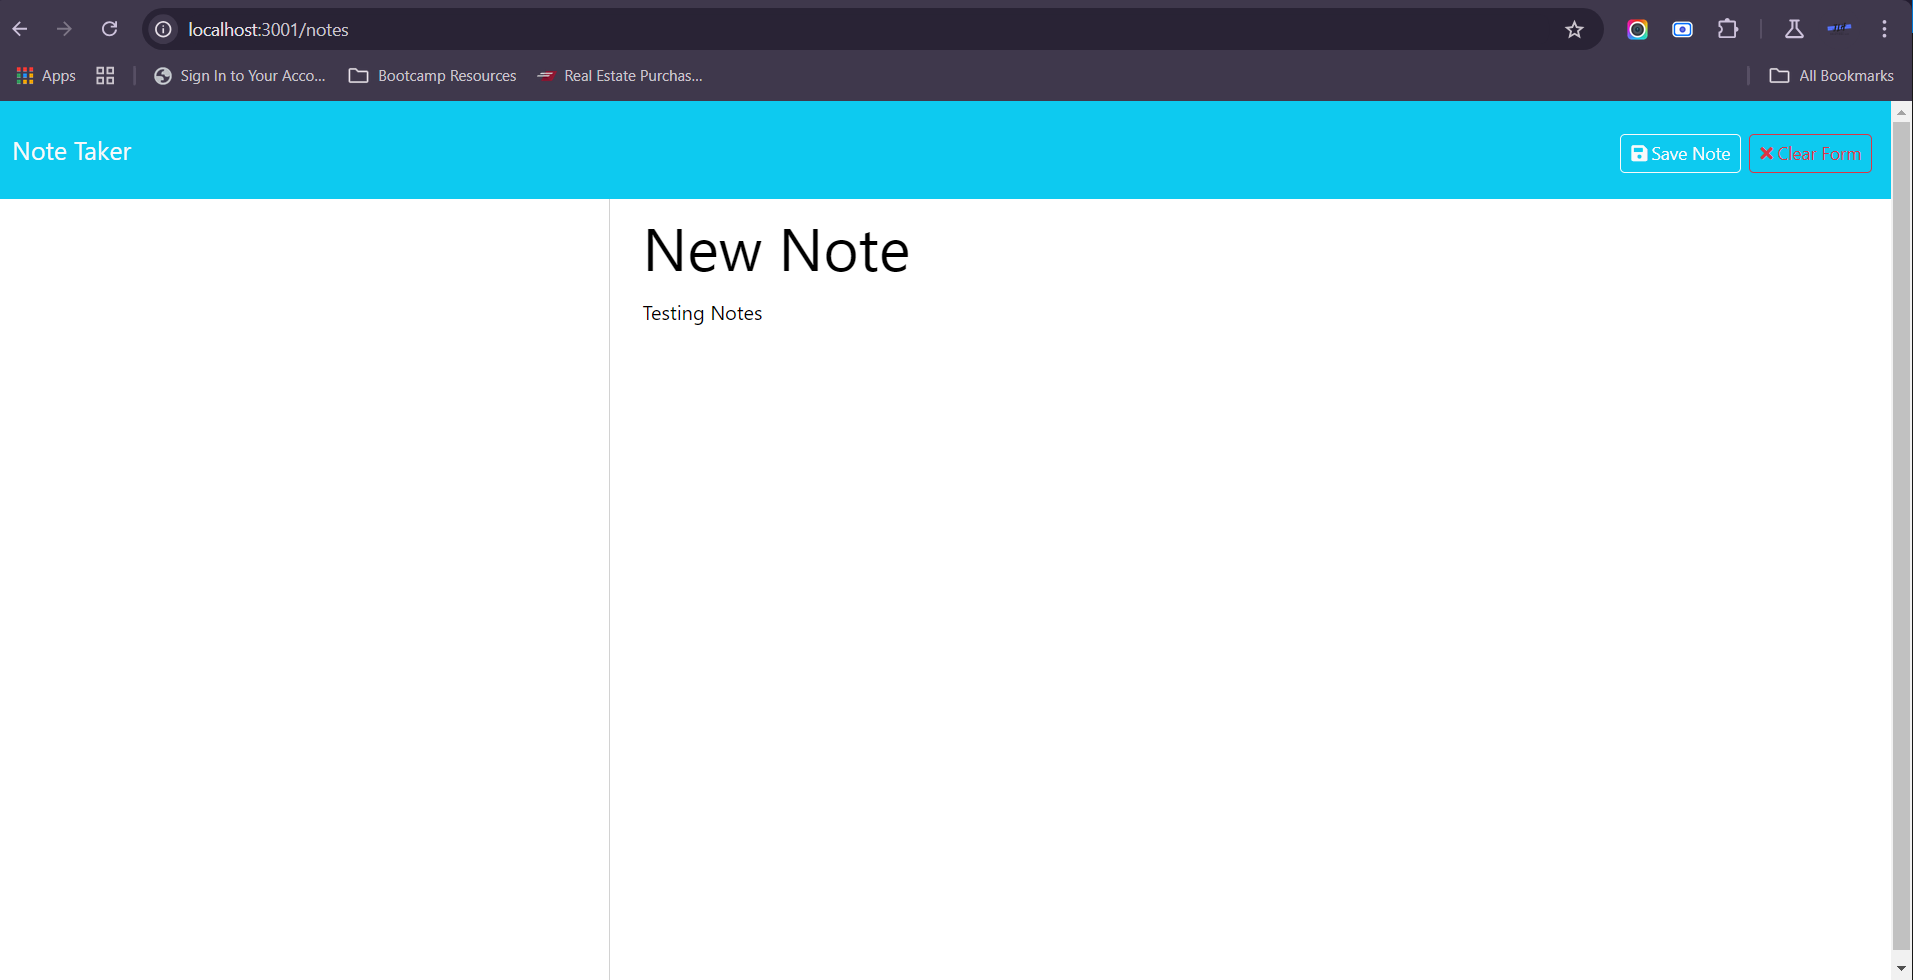 localhost:3001/notes
Apps
Sign In to Your Acco...
Bootcamp Resources
Real Estate Purchas...
All Bookmarks
Note Taker
Save Note
Clear Form
New Note
Testing Notes